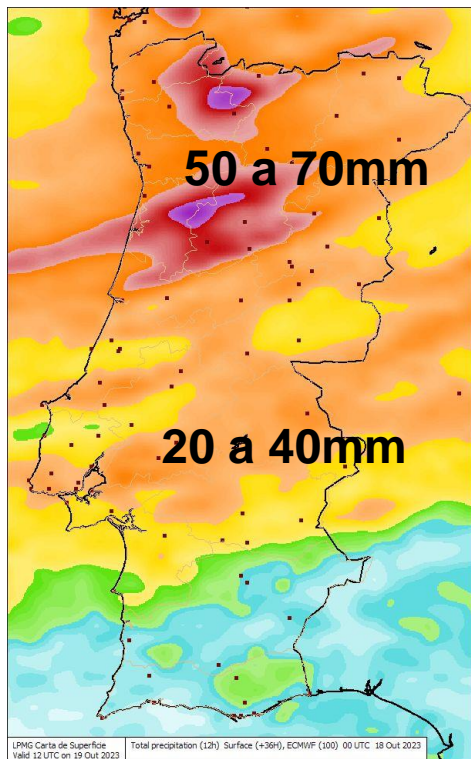 50 a 70mm
20 a 40mm
LPMG Carta de Superficie
Valid 12 UTC on 19 Out 2023
Total precipitation (12h) Surface (+36H), ECMWF (100) 00 UTC 18 Out 2023